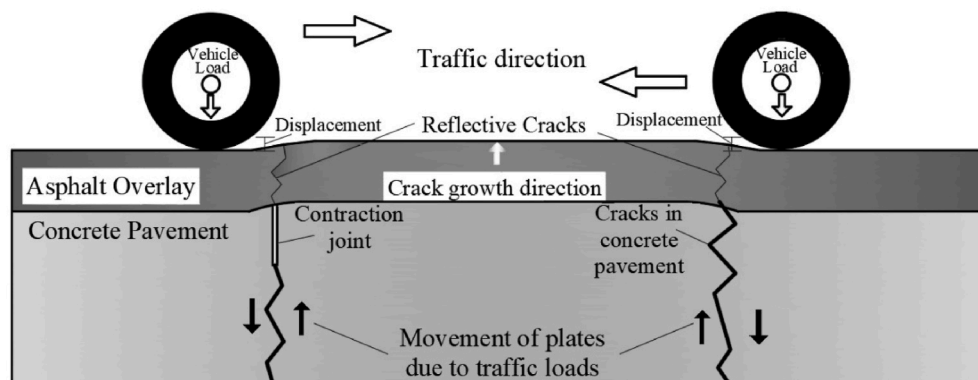 Vehicle
Load
Traffic direction
Vehicle
Load
Displacement
Reflective Cracks
Displacement
Asphalt Overlay
Crack growth direction
Concrete Pavement
Contraction
joint
Cracks in
concrete
pavement
Movement of plates
due to traffic loads